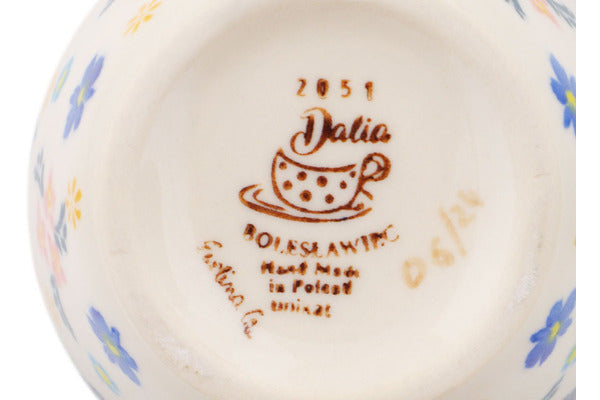 2051
Dalia
BOLESŁAWIEC
Hand Made
in Poland
unikat
06/20